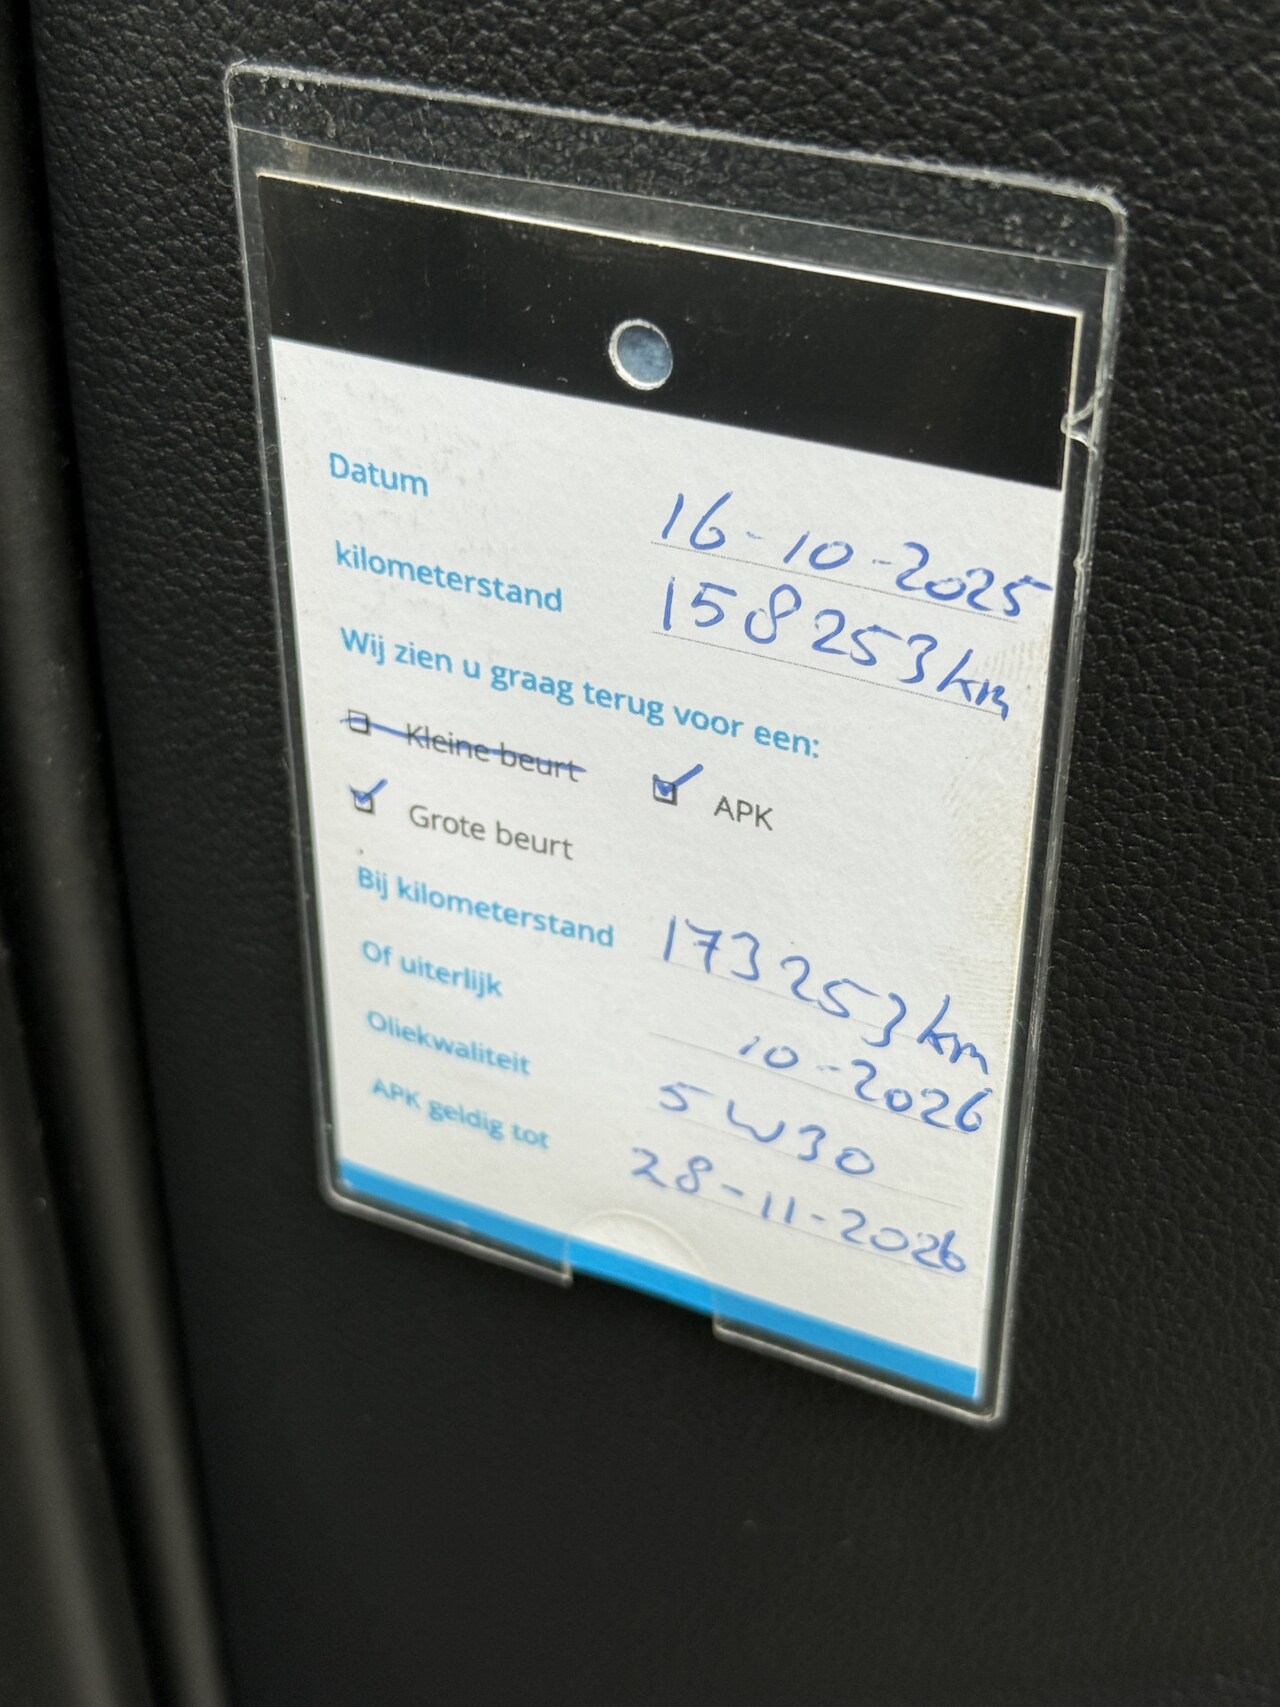 Datum 16-10-2025
kilometerstand 158253km
Wij zien u graag terug voor een:
Kleine beurt APK
Grote beurt
Bij kilometerstand 173253km
Of uiterlijk 10-2026
Oliekwaliteit 5W30
APK geldig tot 28-11-2026